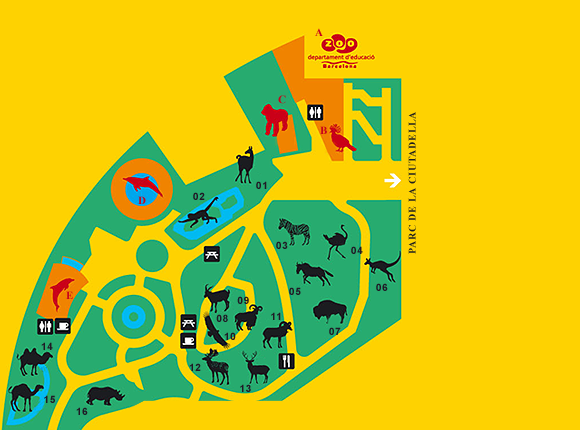 A
ZOO
departament d'educació
Barcelona
C
B
PARC DE LA CIUTADELLA
01
02
D
03
04
05
06
E
09
08
07
10
11
14
12
13
15
16